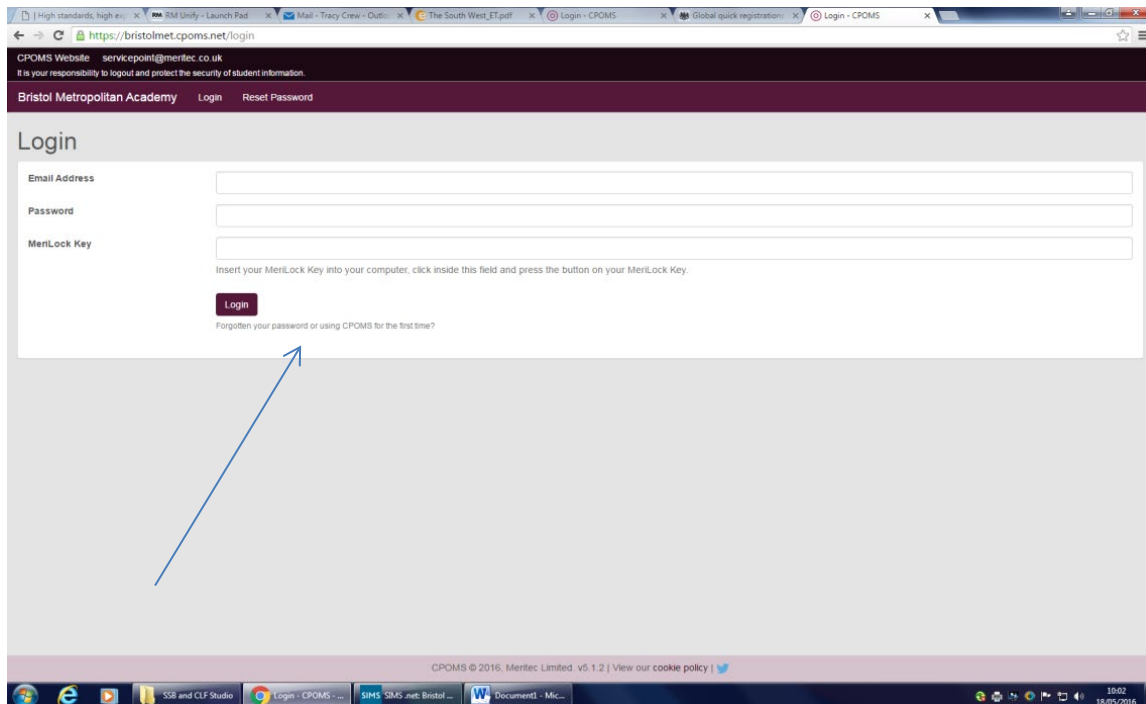 | High standards, high ex
RM RM Unify - Launch Pad
Mail - Tracy Crew - Outlo
The South West_ET.pdf
Login - CPOMS
Global quick registration
Login - CPOMS
https://bristolmet.cpoms.net/login
CPOMS Website servicepoint@meritec.co.uk
It is your responsibility to logout and protect the security of student information.
Bristol Metropolitan Academy Login Reset Password
Login
Email Address
Password
MeriLock Key
Insert your MeriLock Key into your computer, click inside this field and press the button on your MeriLock Key.
Login
Forgotten your password or using CPOMS for the first time?
CPOMS © 2016. Meritec Limited. v5.1.2 | View our cookie policy |
SSB and CLF Studio
Login - CPOMS - ...
SIMS SIMS .net: Bristol ...
W Document1 - Mic...
10:02
18/05/2016